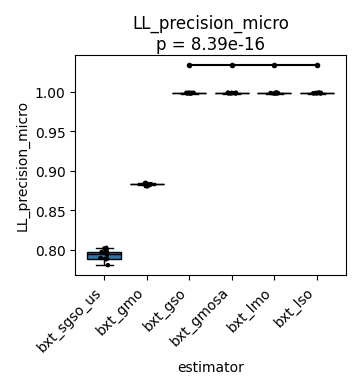 LL_precision_micro
p = 8.39e-16
LL_precision_micro
1.00
0.95
0.90
0.85
0.80
bxt_sgso_us
bxt_gmo
bxt_gso
bxt_gmosa
bxt_lmo
bxt_lso
estimator